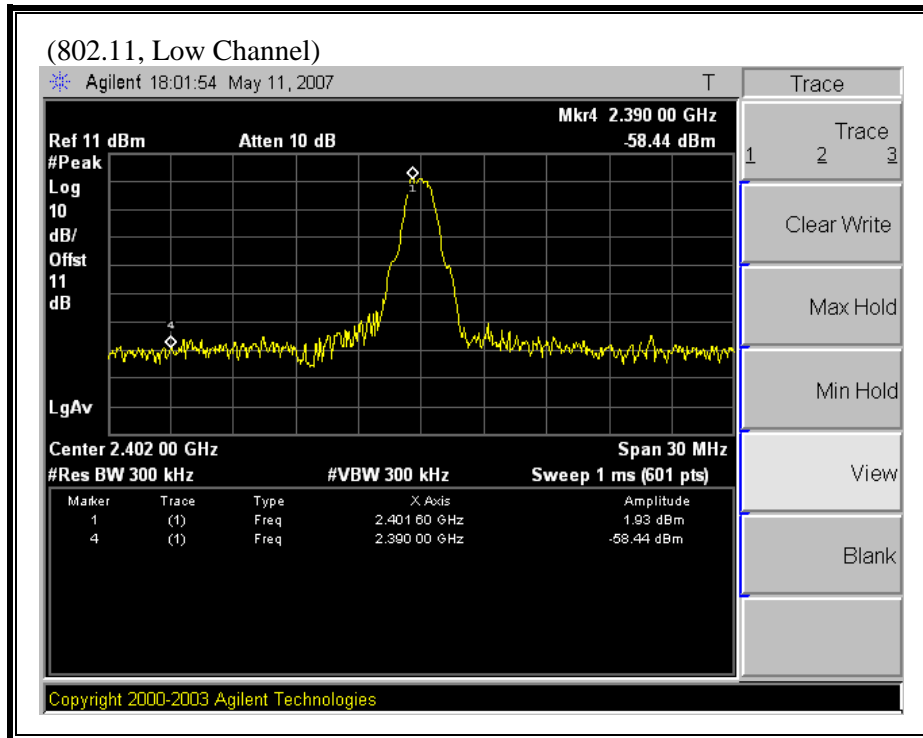 (802.11, Low Channel)
Agilent 18:01:54 May 11, 2007 T
Trace
Mkr4 2.390 00 GHz
Ref 11 dBm Atten 10 dB -58.44 dBm
#Peak
Log
10
dB/
Offst
11
dB
LgAv
1
4
Center 2.402 00 GHz Span 30 MHz
#Res BW 300 kHz #VBW 300 kHz Sweep 1 ms (601 pts)
Marker Trace Type X Axis Amplitude
1 (1) Freq 2.401 60 GHz 1.93 dBm
4 (1) Freq 2.390 00 GHz -58.44 dBm
Trace
1 2 3
Clear Write
Max Hold
Min Hold
View
Blank
Copyright 2000-2003 Agilent Technologies